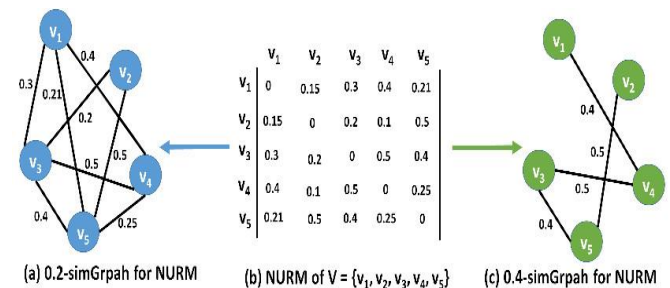 V1
0.4
V2
0.3
0.21
0.2
V3
0.5
0.5
V4
0.4
0.25
V5
(a) 0.2-simGrpah for NURM
V1 V2 V3 V4 V5
V1 0 0.15 0.3 0.4 0.21
V2 0.15 0 0.2 0.1 0.5
V3 0.3 0.2 0 0.5 0.4
V4 0.4 0.1 0.5 0 0.25
V5 0.21 0.5 0.4 0.25 0
(b) NURM of V = {v1, v2, v3, v4, v5}
V1
V2
0.4
0.5
V3
0.5
V4
0.4
V5
(c) 0.4-simGrpah for NURM